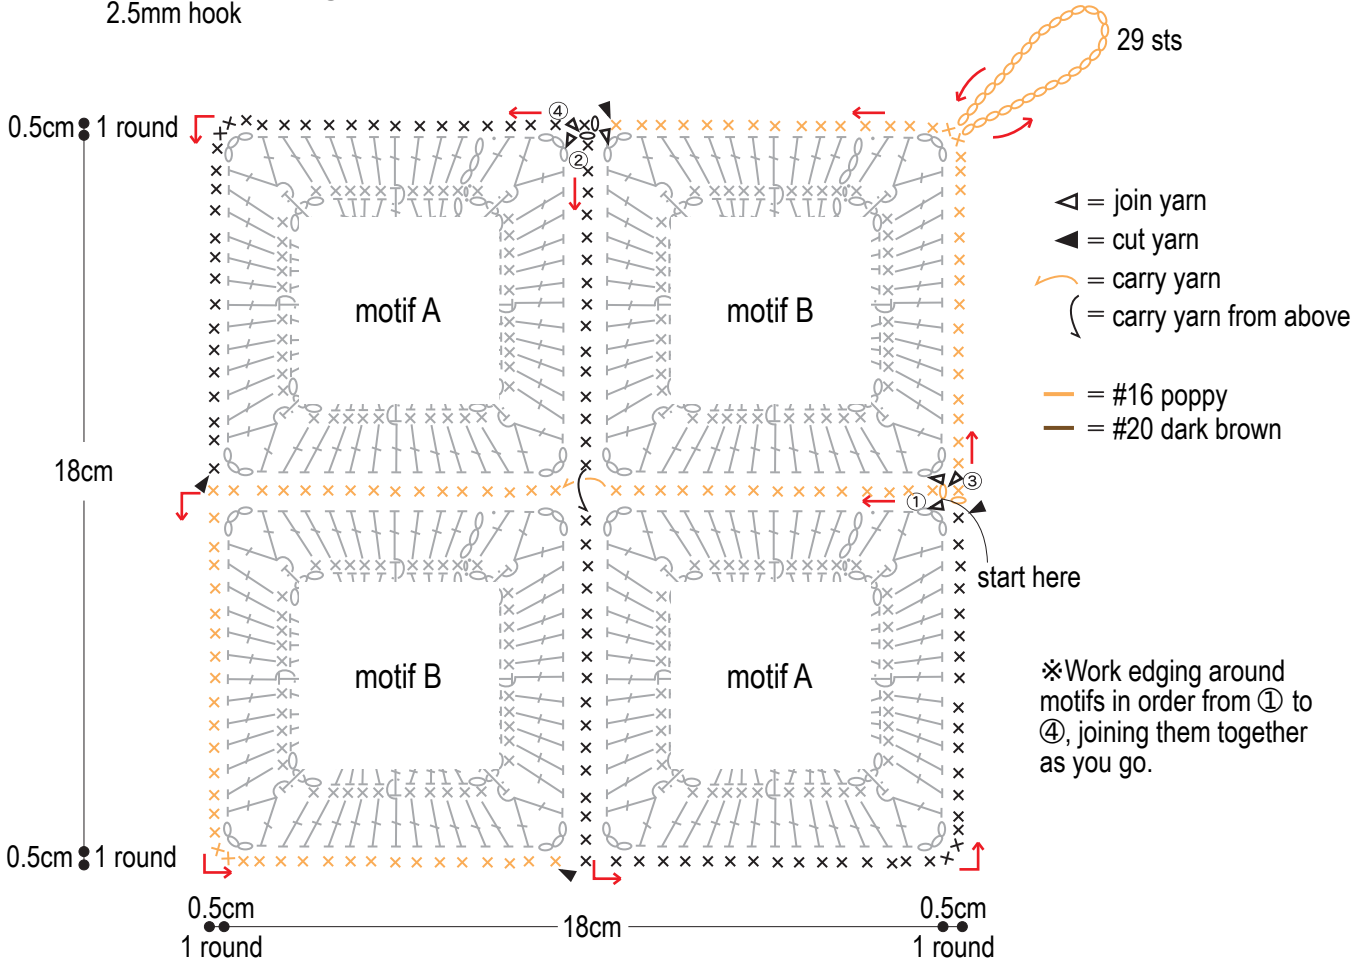 2.5mm hook
29 sts
0.5cm 1 round
④
②
motif A
motif B
◁ = join yarn
◀ = cut yarn
= carry yarn
= carry yarn from above
= #16 poppy
= #20 dark brown
18cm
③
①
start here
motif B
motif A
※Work edging around
motifs in order from ① to
④, joining them together
as you go.
0.5cm 1 round
0.5cm
1 round
18cm
0.5cm
1 round